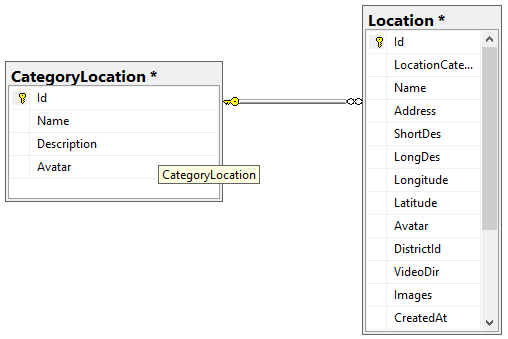 CategoryLocation *
Id
Name
Description
Avatar
CategoryLocation
Location *
Id
LocationCate...
Name
Address
ShortDes
LongDes
Longitude
Latitude
Avatar
DistrictId
VideoDir
Images
CreatedAt